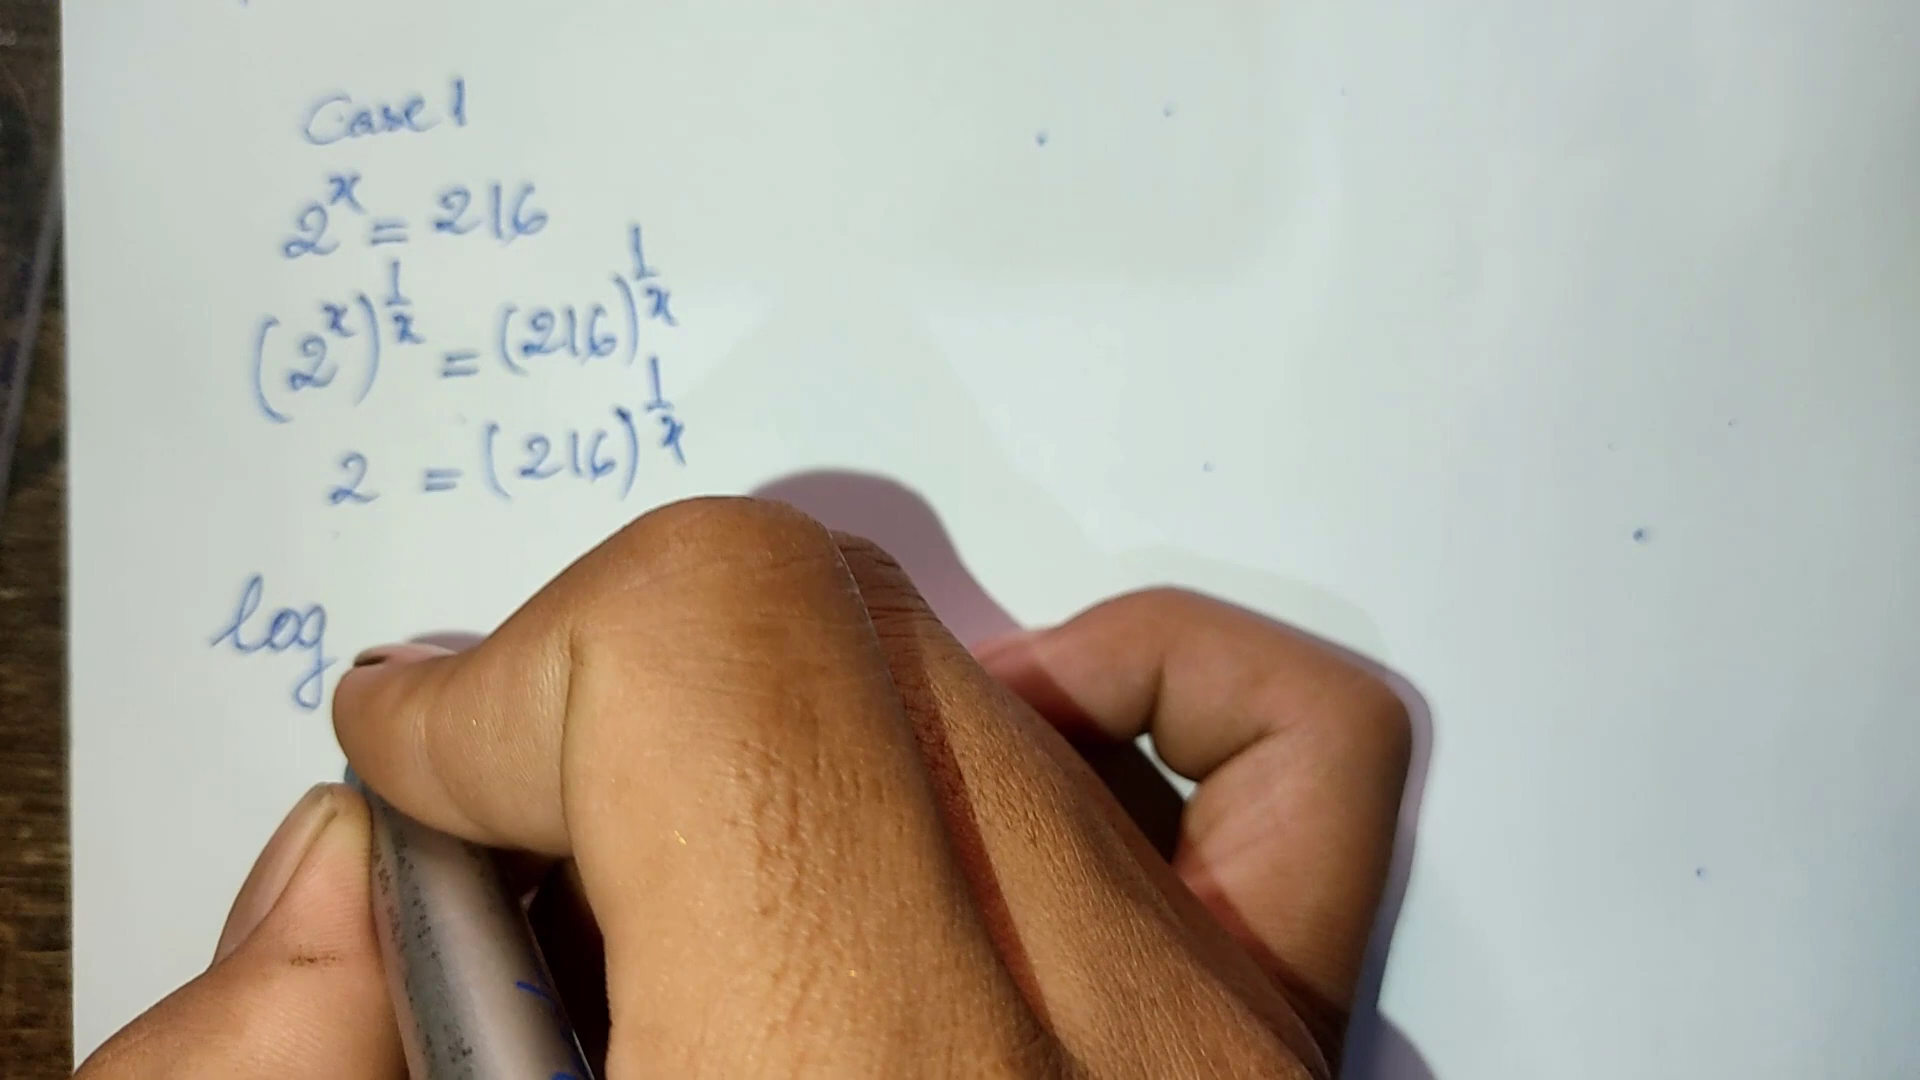 Case 1
2^x = 216
(2^x)^(1/x) = (216)^(1/x)
2 = (216)^(1/x)
log